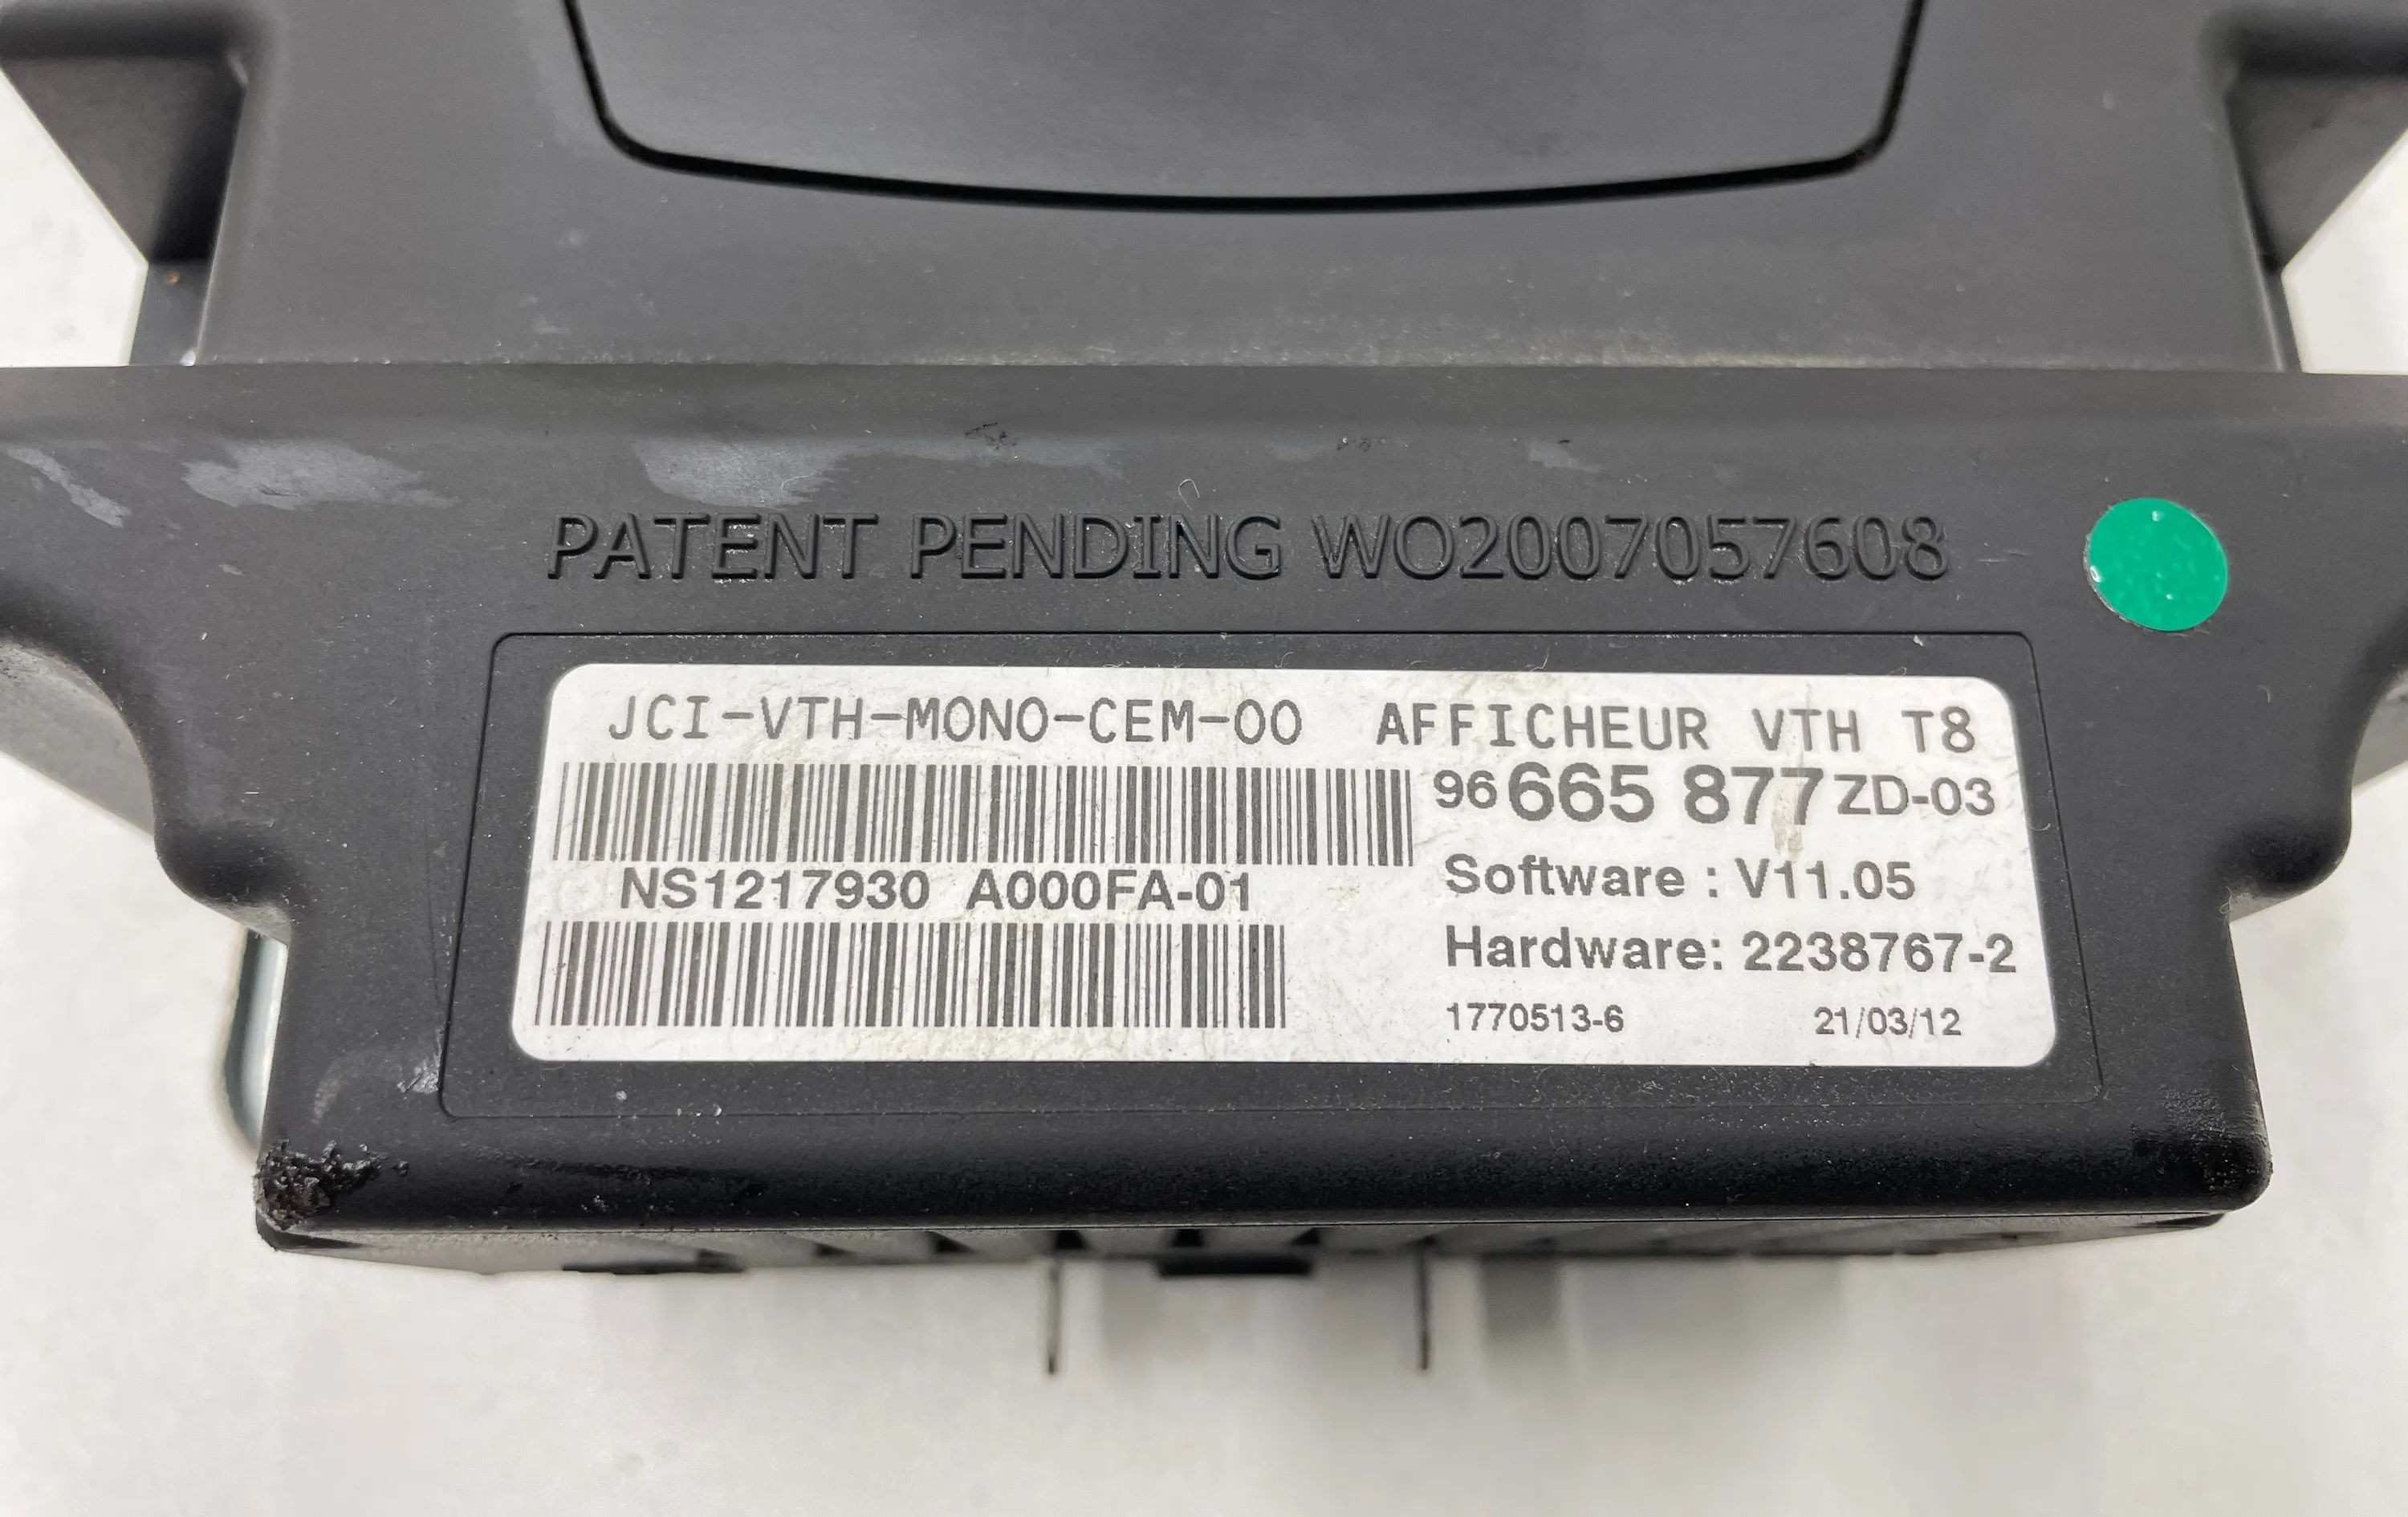 PATENT PENDING WO2007057608
JCI-VTH-MONO-CEM-00 AFFICHEUR VTH T8
96 665 877 ZD-03
NS1217930 A000FA-01
Software : V11.05
Hardware: 2238767-2
1770513-6 21/03/12